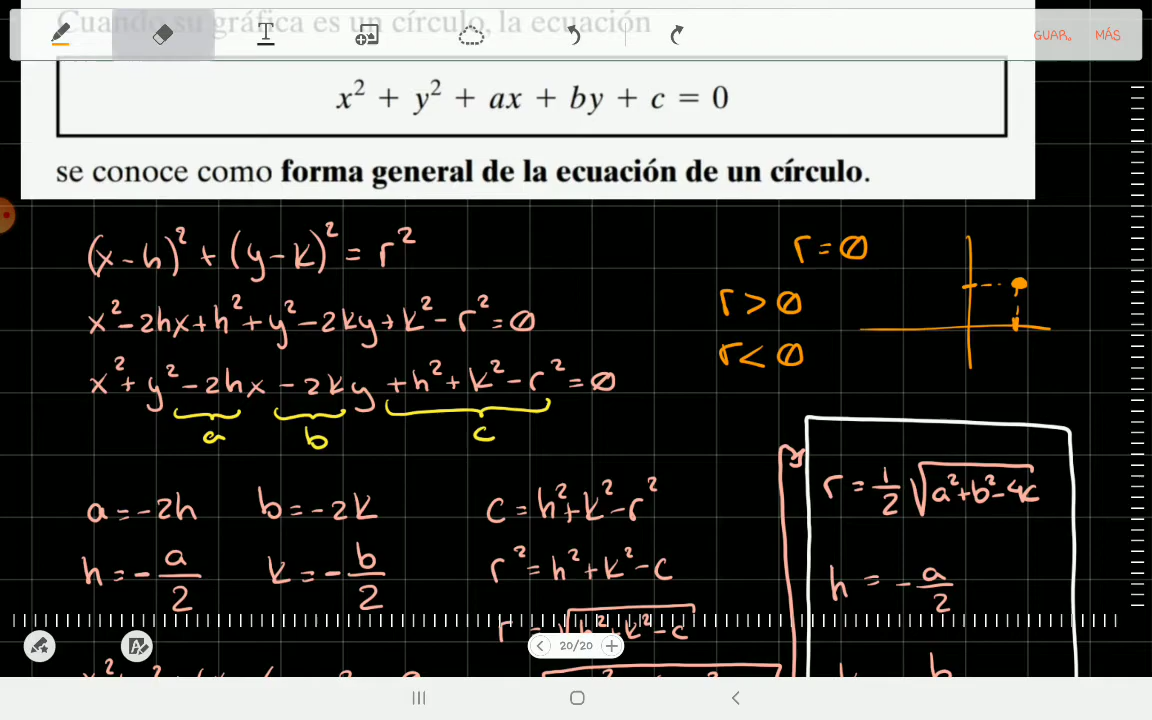 Cuando su gráfica es un círculo, la ecuación
T
GUAR. MÁS
x² + y² + ax + by + c = 0
se conoce como forma general de la ecuación de un círculo.
(x-h)² + (y-k)² = r²
x²-2hx+h²+y²-2ky+k²-r²=0
x²+y²-2hx-2ky+h²+k²-r²=0
a b c
r=0
r>0
r<0
a=-2h b=-2k c=h²+k²-r²
h=-a/2 k=-b/2 r²=h²+k²-c
r=√h²+k²-c
r=1/2√a²+b²-4c
h=-a/2
b
20/20